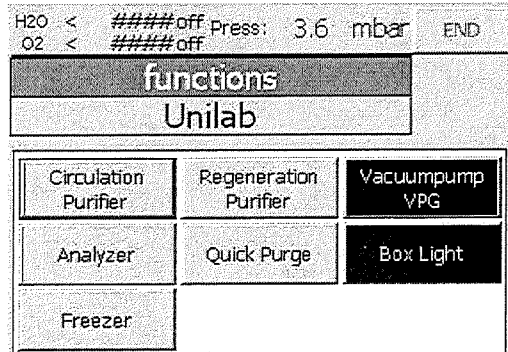 H2O < ####off Press: 3.6 mbar END
O2 < ####off
functions
Unilab
Circulation Purifier
Regeneration Purifier
Vacuumpump VPG
Analyzer
Quick Purge
Box Light
Freezer